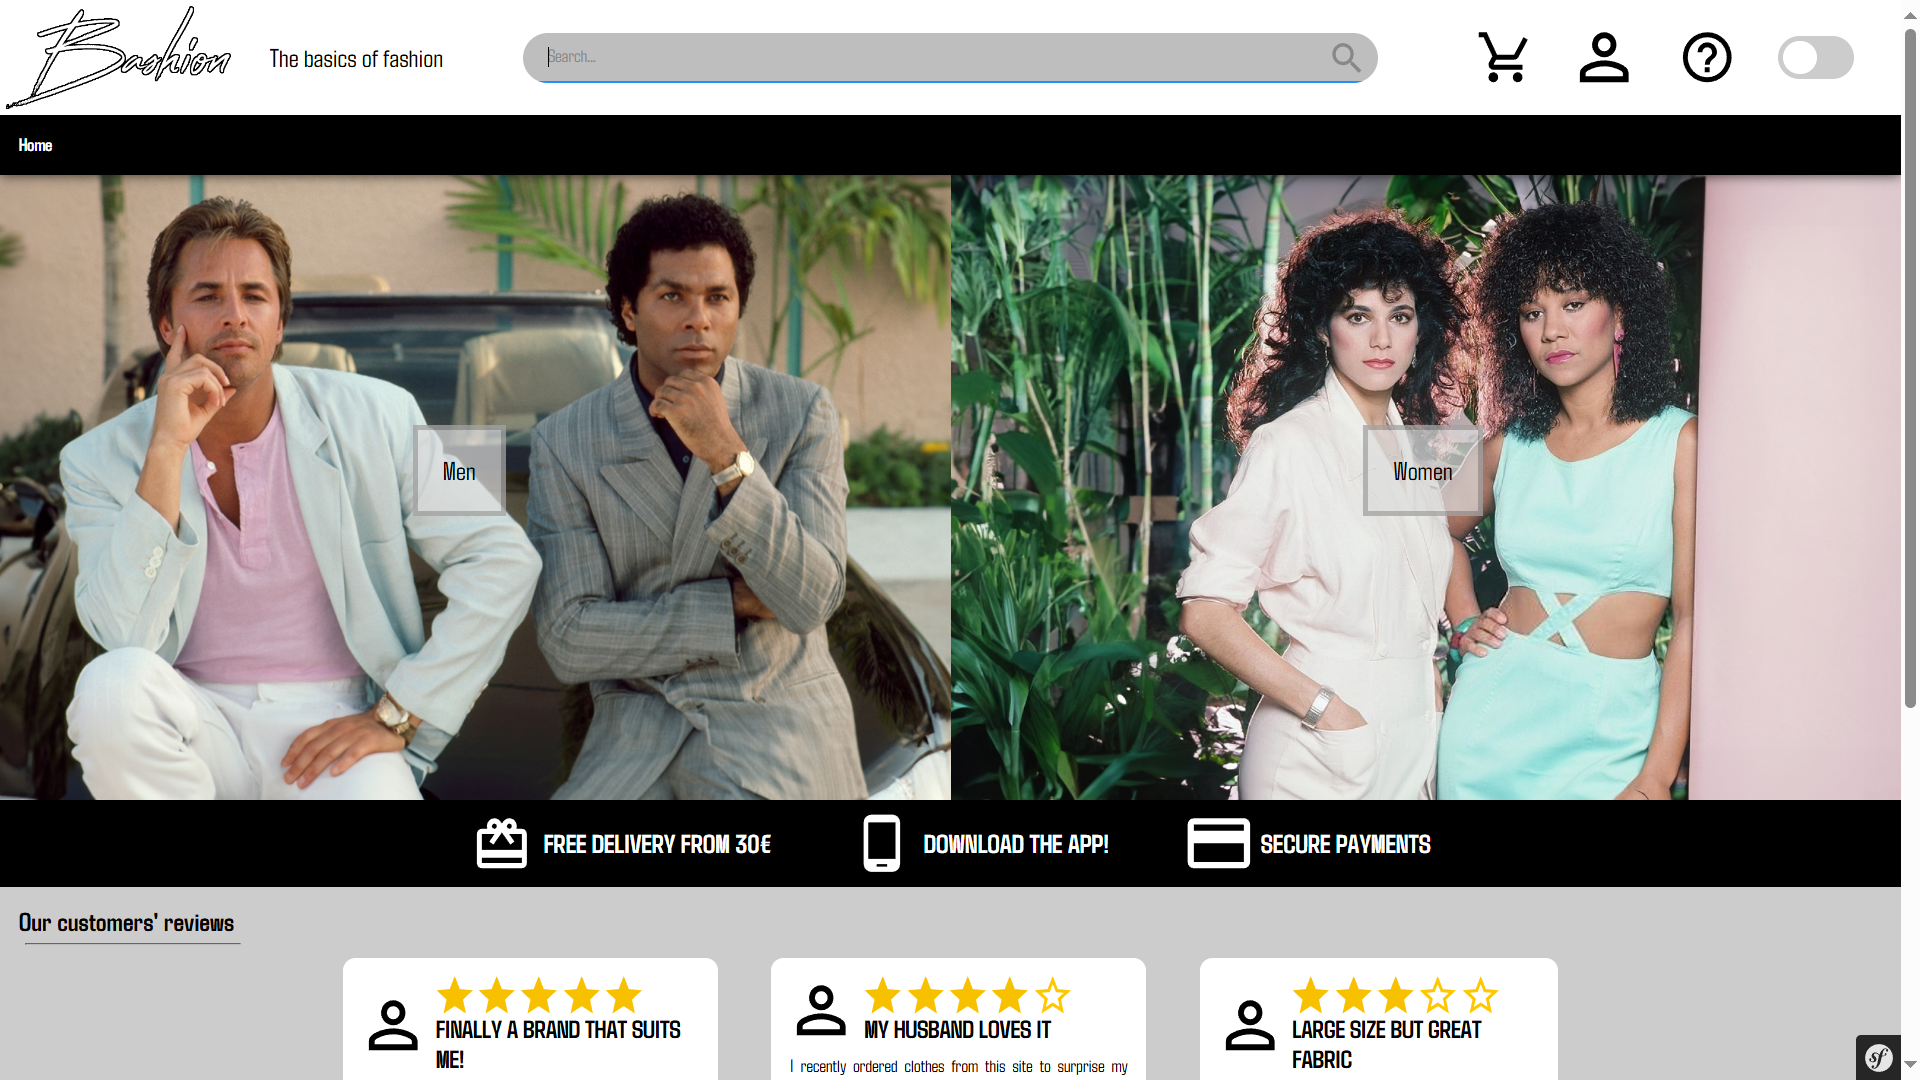 Bashion
The basics of fashion
Search...
Home
Men
Women
FREE DELIVERY FROM 30€
DOWNLOAD THE APP!
SECURE PAYMENTS
Our customers' reviews
FINALLY A BRAND THAT SUITS
ME!
MY HUSBAND LOVES IT
I recently ordered clothes from this site to surprise my
LARGE SIZE BUT GREAT
FABRIC
sf